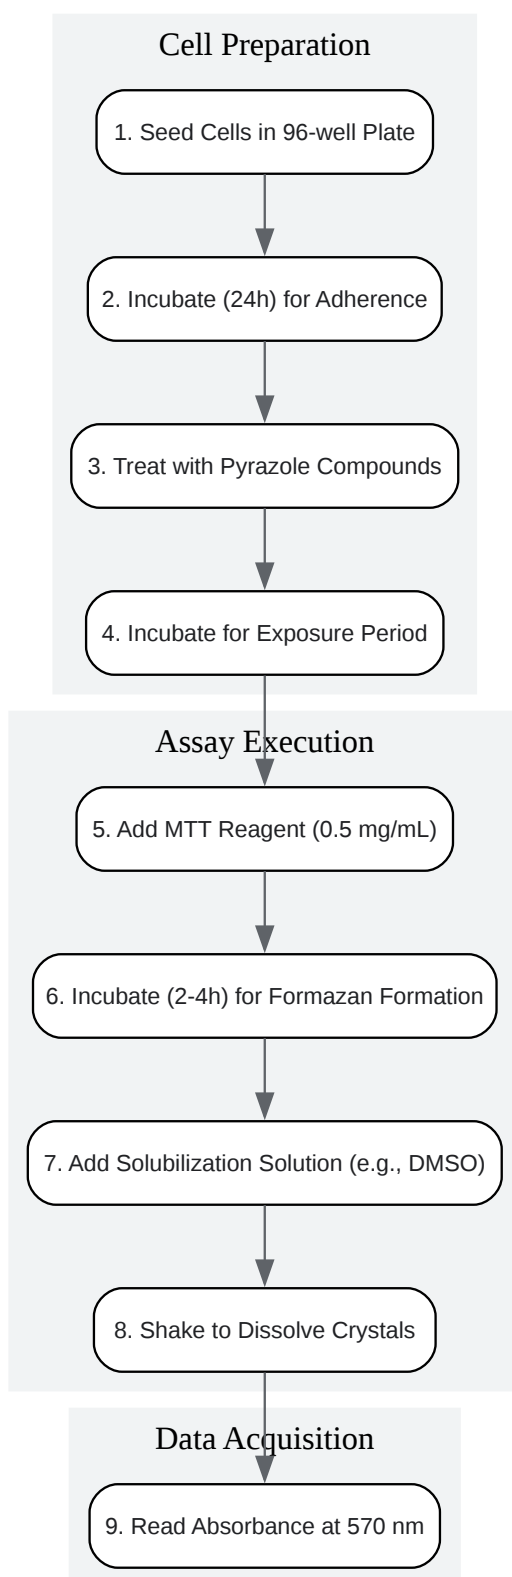 Cell Preparation
1. Seed Cells in 96-well Plate
2. Incubate (24h) for Adherence
3. Treat with Pyrazole Compounds
4. Incubate for Exposure Period
Assay Execution
5. Add MTT Reagent (0.5 mg/mL)
6. Incubate (2-4h) for Formazan Formation
7. Add Solubilization Solution (e.g., DMSO)
8. Shake to Dissolve Crystals
Data Acquisition
9. Read Absorbance at 570 nm